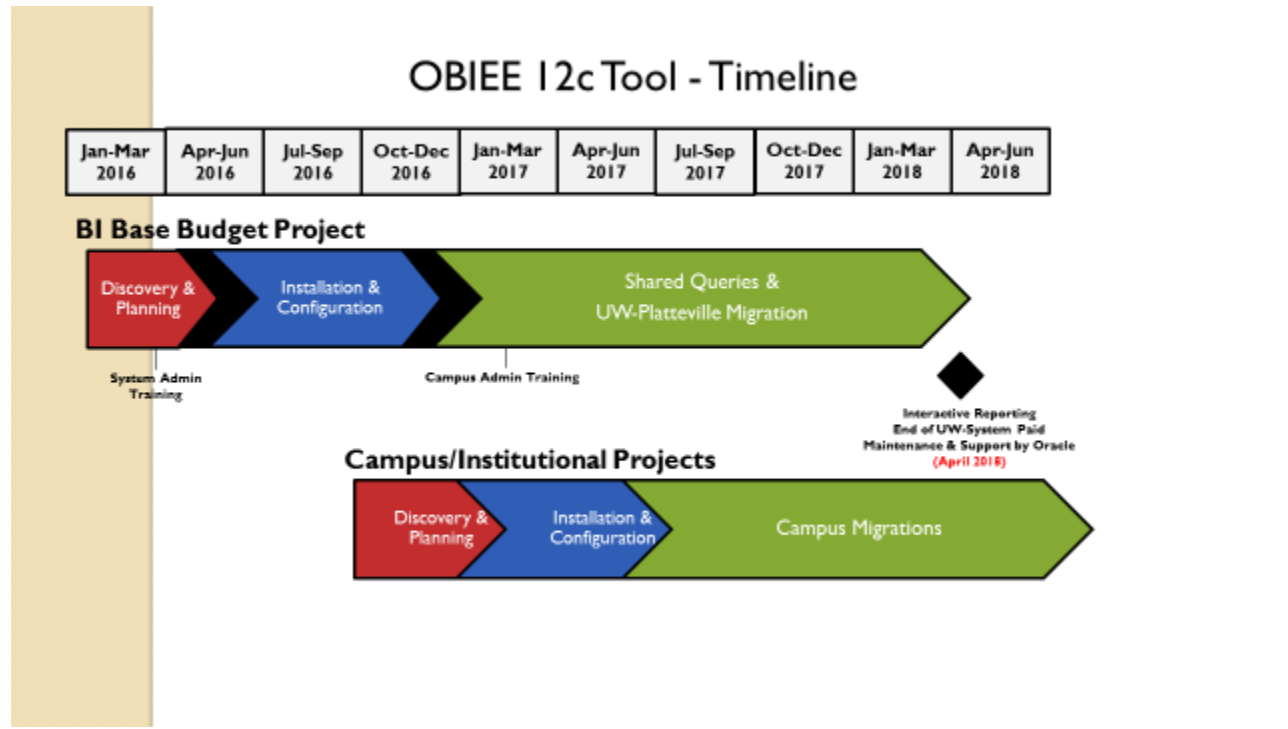 OBIEE 12c Tool - Timeline
Jan-Mar
2016
Apr-Jun
2016
Jul-Sep
2016
Oct-Dec
2016
Jan-Mar
2017
Apr-Jun
2017
Jul-Sep
2017
Oct-Dec
2017
Jan-Mar
2018
Apr-Jun
2018
BI Base Budget Project
Discovery &
Planning
Installation &
Configuration
Shared Queries &
UW-Platteville Migration
System Admin
Training
Campus Admin Training
Interactive Reporting
End of UW-System Paid
Maintenance & Support by Oracle
(April 2018)
Campus/Institutional Projects
Discovery &
Planning
Installation &
Configuration
Campus Migrations